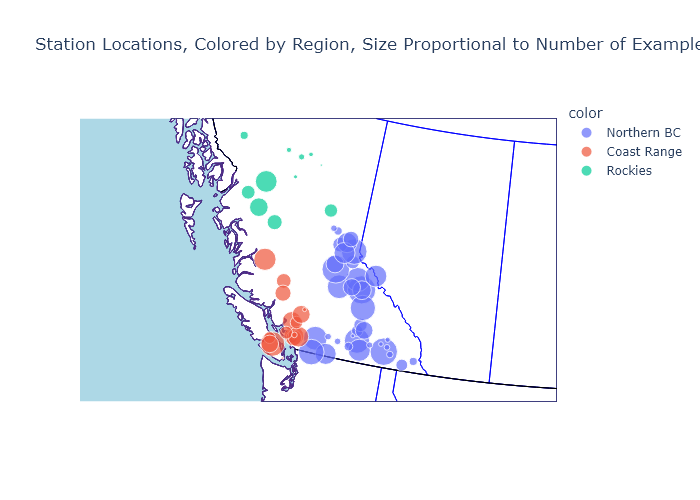 Station Locations, Colored by Region, Size Proportional to Number of Example
color
Northern BC
Coast Range
Rockies